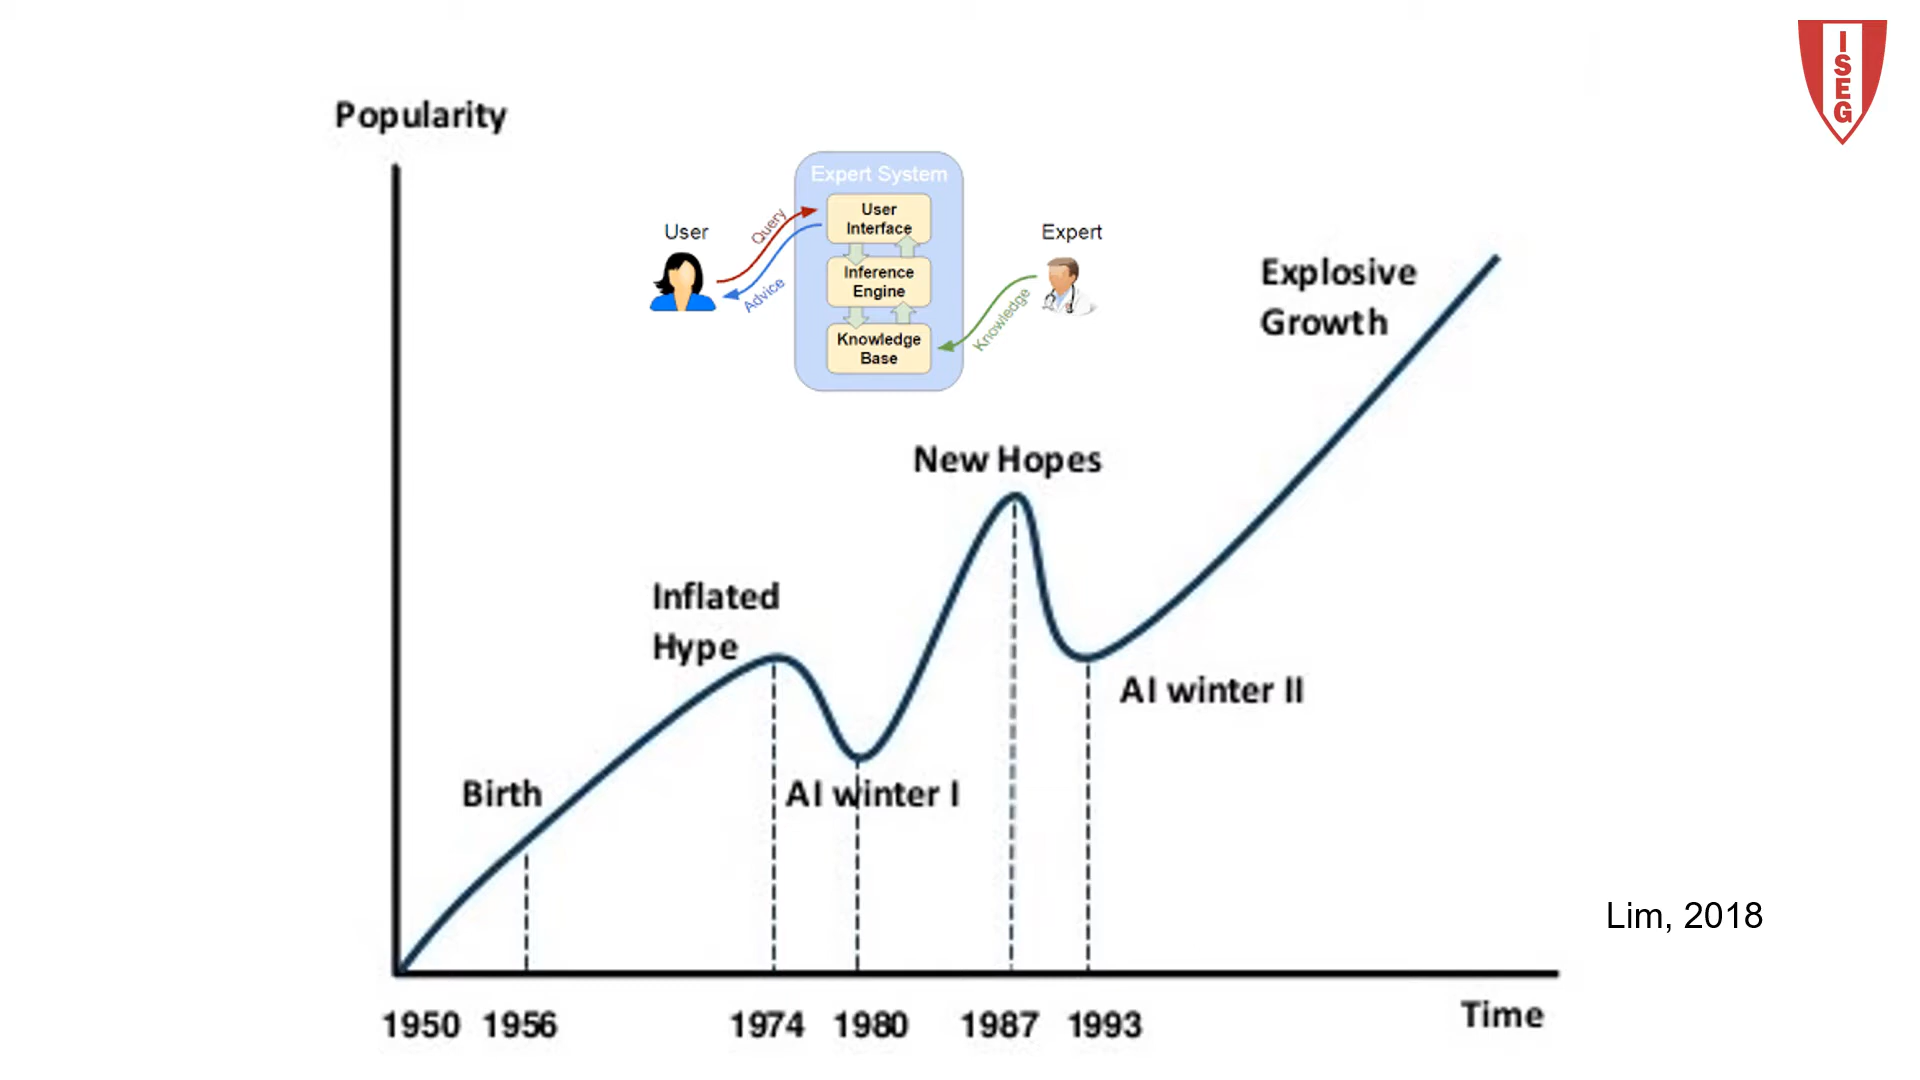 I
S
E
G
Popularity
Expert System
User
Interface
Inference
Engine
Knowledge
Base
User
Query
Advice
Expert
Knowledge
Explosive
Growth
New Hopes
Inflated
Hype
AI winter II
Birth
AI winter I
Lim, 2018
1950 1956 1974 1980 1987 1993
Time